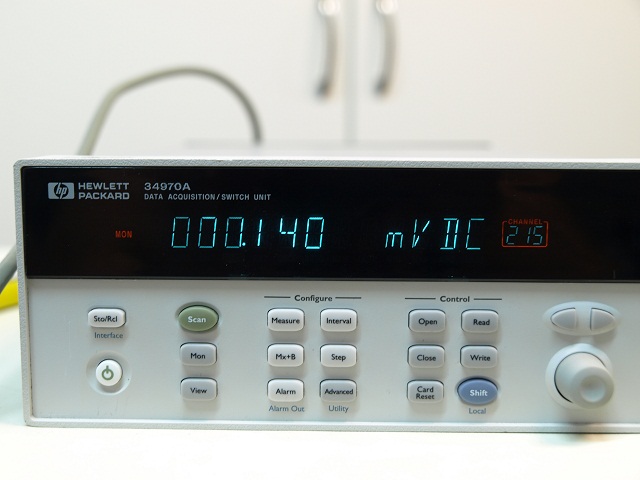 hp HEWLETT PACKARD 34970A
DATA ACQUISITION/SWITCH UNIT
MON 000.140 mVDC CHANNEL 215
Configure Control
Sto/Rcl Scan Measure Interval Open Read
Interface
Mon Mx+B Step Close Write
View Alarm Advanced Card Reset Shift
Alarm Out Utility Local